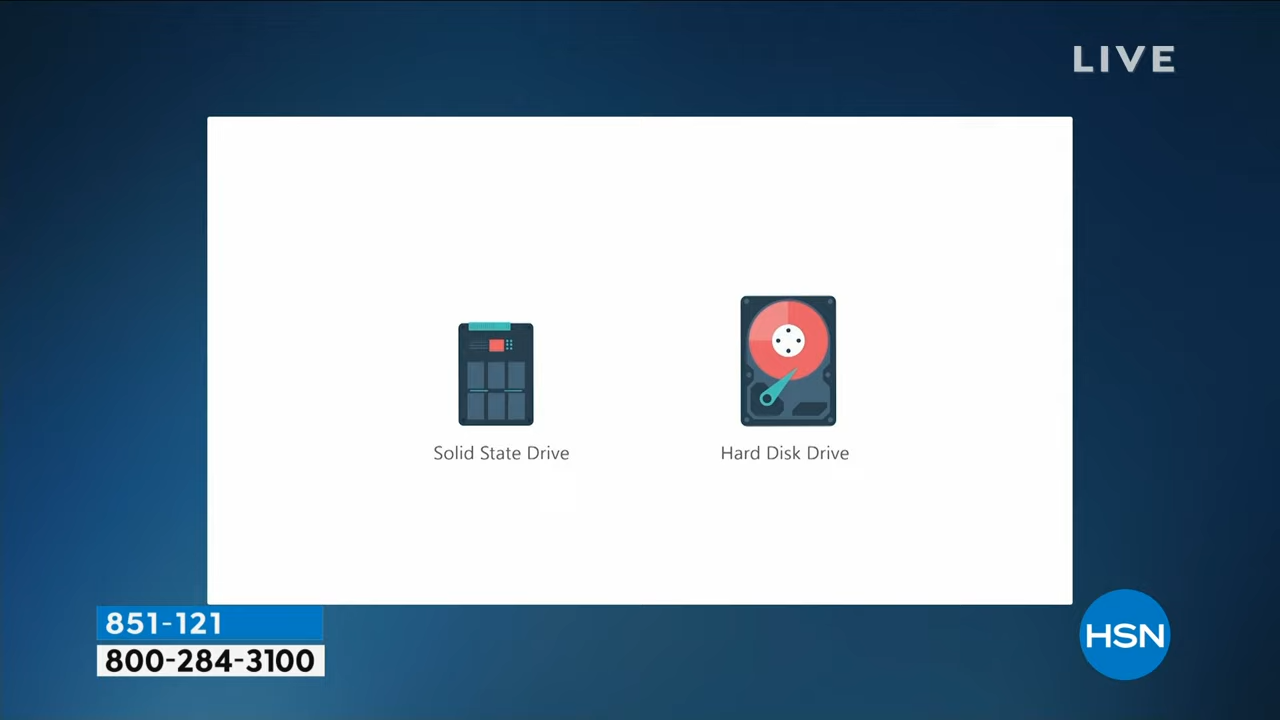 LIVE
Solid State Drive
Hard Disk Drive
851-121
800-284-3100
HSN